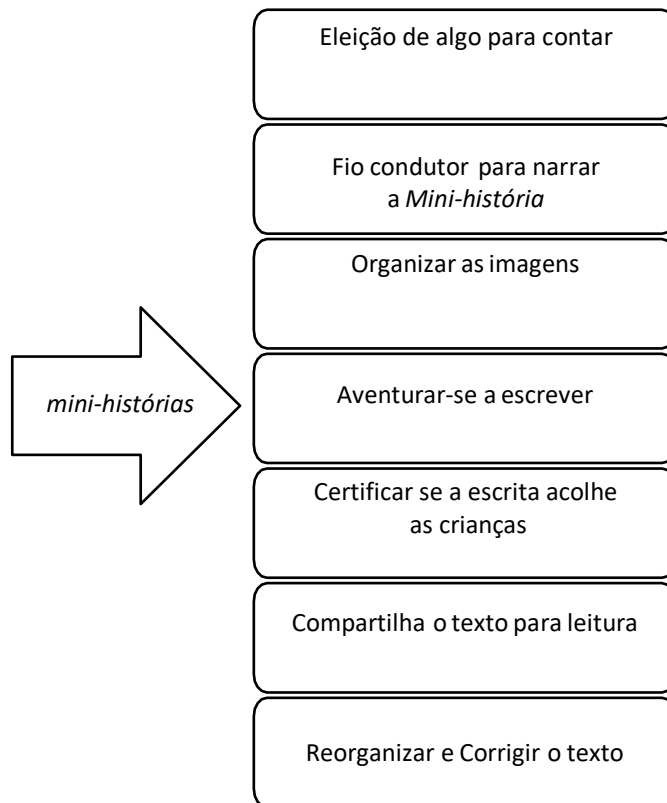 Eleição de algo para contar
Fio condutor para narrar
a Mini-história
Organizar as imagens
mini-histórias
Aventurar-se a escrever
Certificar se a escrita acolhe
as crianças
Compartilha o texto para leitura
Reorganizar e Corrigir o texto